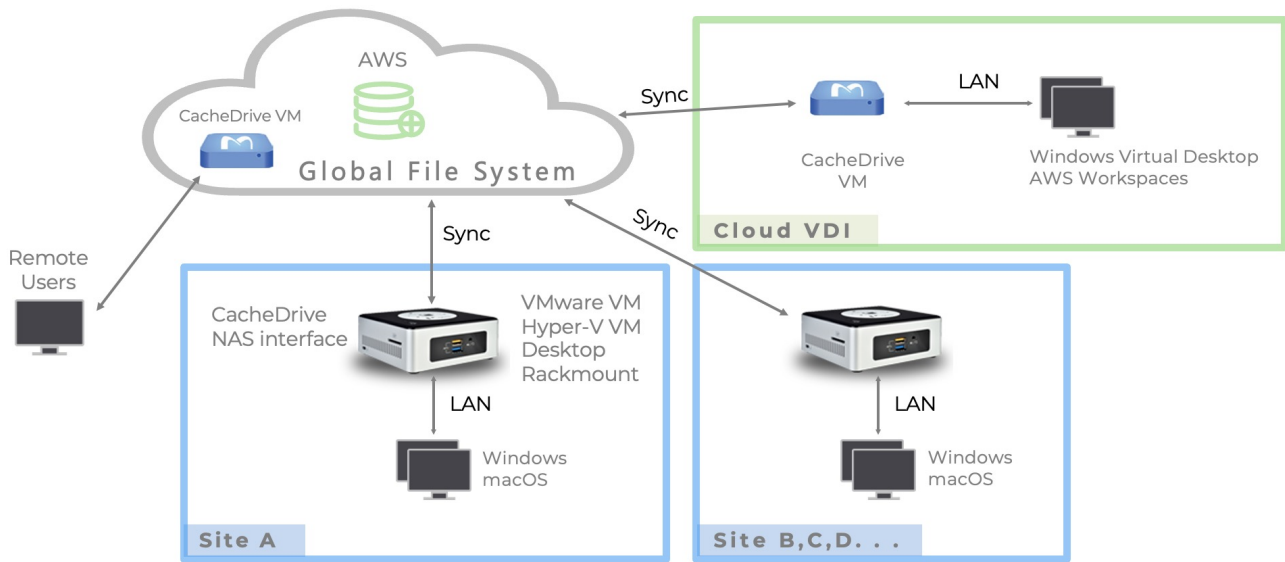 AWS
CacheDrive VM
Global File System
Sync
LAN
CacheDrive
VM
Windows Virtual Desktop
AWS Workspaces
Cloud VDI
Remote
Users
Sync
Sync
CacheDrive
NAS interface
VMware VM
Hyper-V VM
Desktop
Rackmount
LAN
Windows
macOS
Site A
LAN
Windows
macOS
Site B,C,D. . .